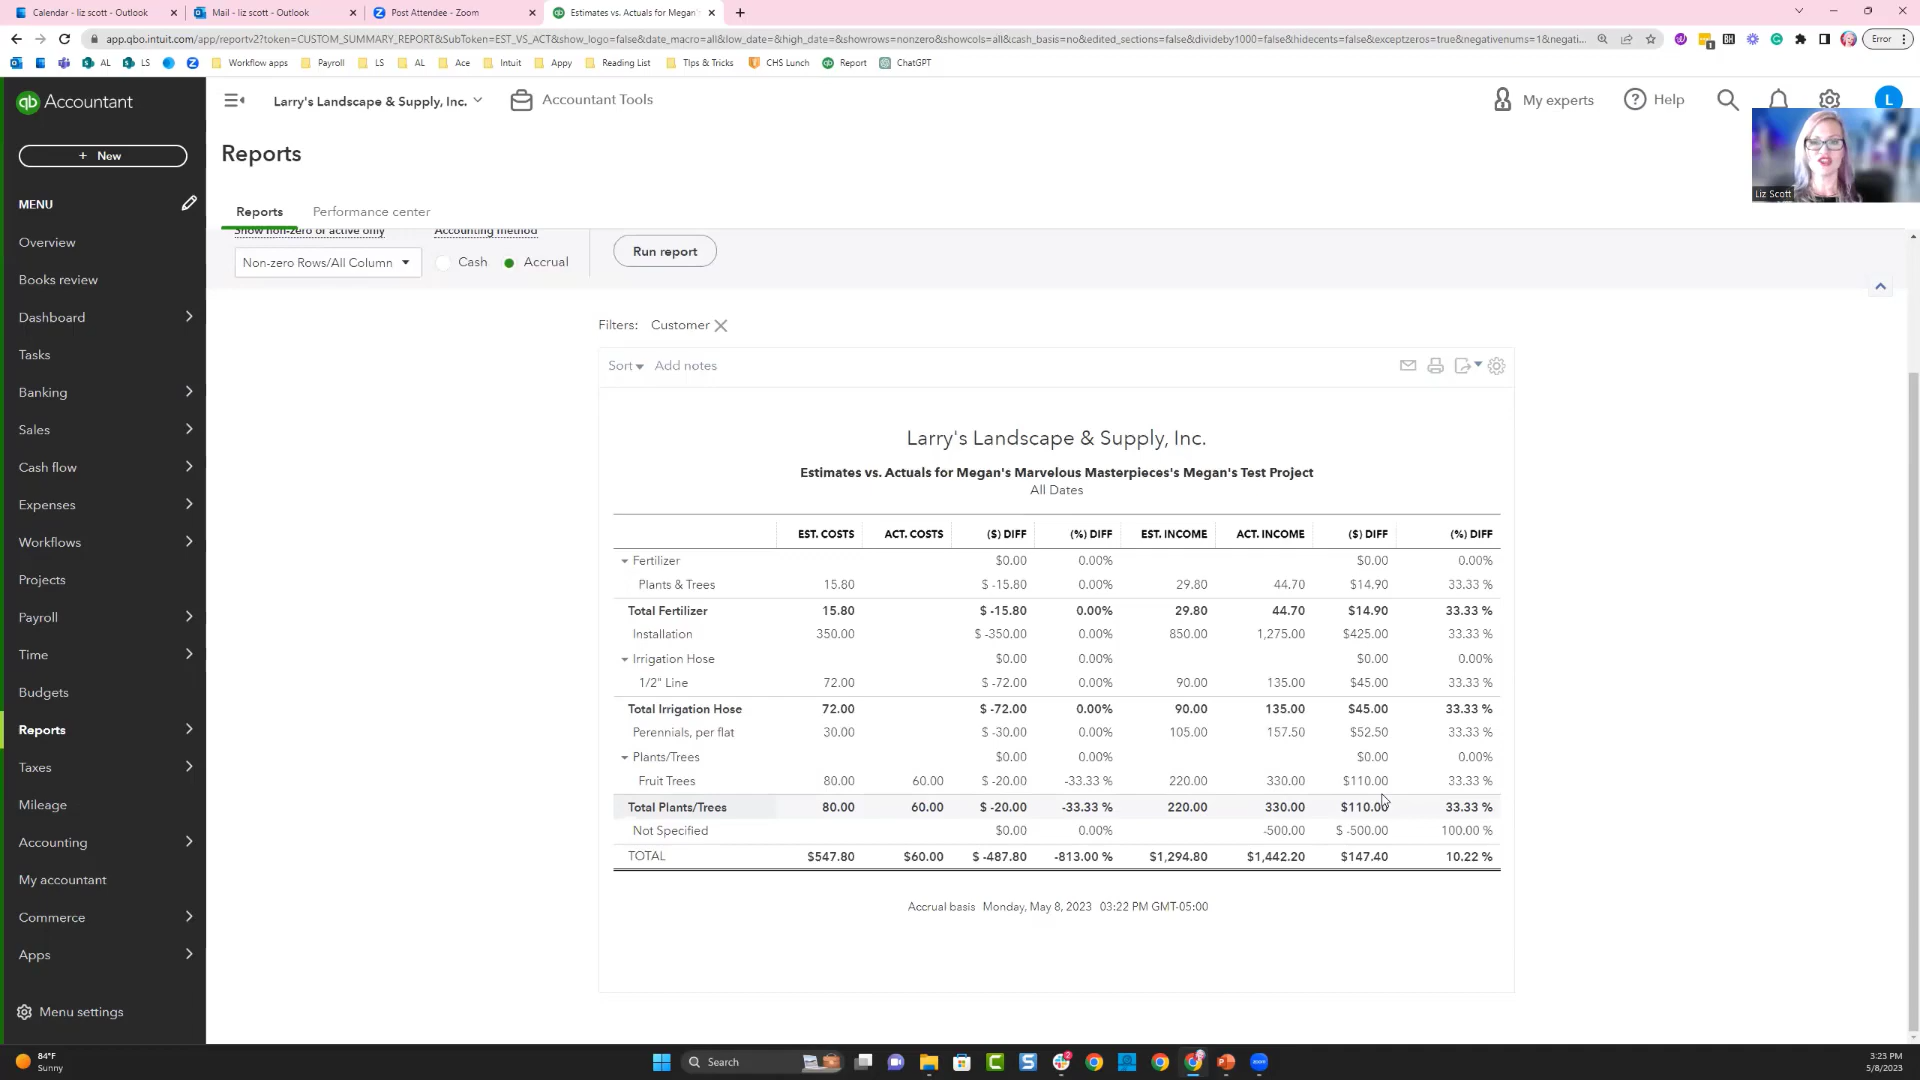 Calendar - liz scott - Outlook
Mail - liz scott - Outlook
Post Attendee - Zoom
Estimates vs. Actuals for Megan'
app.qbo.intuit.com/app/reportv2?token=CUSTOM_SUMMARY_REPORT&SubToken=EST_VS_ACT&show_logo=false&date_macro=all&low_date=&high_date=&showrows=nonzero&showcols=all&cash_basis=no&edited_sections=false&divideby1000=false&hidecents=false&exceptzeros=true&negativenums=1&negati...
Error
AL
LS
Workflow apps
Payroll
LS
AL
Ace
Intuit
Appy
Reading List
TIps & Tricks
CHS Lunch
Report
ChatGPT
qb Accountant
Larry's Landscape & Supply, Inc.
Accountant Tools
My experts
Help
L
+ New
Reports
Liz Scott
MENU
Reports
Performance center
Show non-zero or active only
Accounting method
Non-zero Rows/All Column
Cash
Accrual
Run report
Overview
Books review
Dashboard
Tasks
Banking
Sales
Cash flow
Expenses
Workflows
Projects
Payroll
Time
Budgets
Reports
Taxes
Mileage
Accounting
My accountant
Commerce
Apps
Menu settings
Filters: Customer
Sort
Add notes
Larry's Landscape & Supply, Inc.
Estimates vs. Actuals for Megan's Marvelous Masterpieces's Megan's Test Project
All Dates
EST. COSTS ACT. COSTS ($) DIFF (%) DIFF EST. INCOME ACT. INCOME ($) DIFF (%) DIFF
Fertilizer $0.00 0.00% $0.00 0.00%
Plants & Trees 15.80 $ -15.80 0.00% 29.80 44.70 $14.90 33.33 %
Total Fertilizer 15.80 $ -15.80 0.00% 29.80 44.70 $14.90 33.33 %
Installation 350.00 $ -350.00 0.00% 850.00 1,275.00 $425.00 33.33 %
Irrigation Hose $0.00 0.00% $0.00 0.00%
1/2" Line 72.00 $ -72.00 0.00% 90.00 135.00 $45.00 33.33 %
Total Irrigation Hose 72.00 $ -72.00 0.00% 90.00 135.00 $45.00 33.33 %
Perennials, per flat 30.00 $ -30.00 0.00% 105.00 157.50 $52.50 33.33 %
Plants/Trees $0.00 0.00% $0.00 0.00%
Fruit Trees 80.00 60.00 $ -20.00 -33.33 % 220.00 330.00 $110.00 33.33 %
Total Plants/Trees 80.00 60.00 $ -20.00 -33.33 % 220.00 330.00 $110.00 33.33 %
Not Specified $0.00 0.00% -500.00 $ -500.00 100.00 %
TOTAL $547.80 $60.00 $ -487.80 -813.00 % $1,294.80 $1,442.20 $147.40 10.22 %
Accrual basis Monday, May 8, 2023 03:22 PM GMT-05:00
84°F
Sunny
Search
3:23 PM
5/8/2023